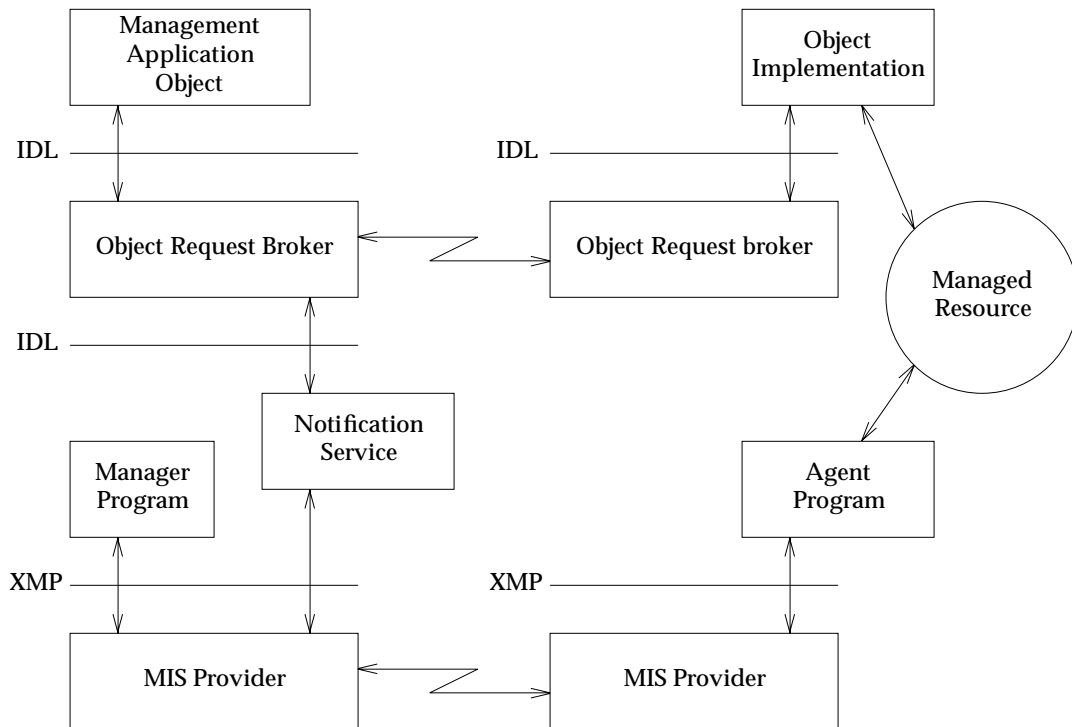 Management
Application
Object
Object
Implementation
IDL
IDL
Object Request Broker
Object Request broker
Managed
Resource
IDL
Notification
Service
Manager
Program
Agent
Program
XMP
XMP
MIS Provider
MIS Provider